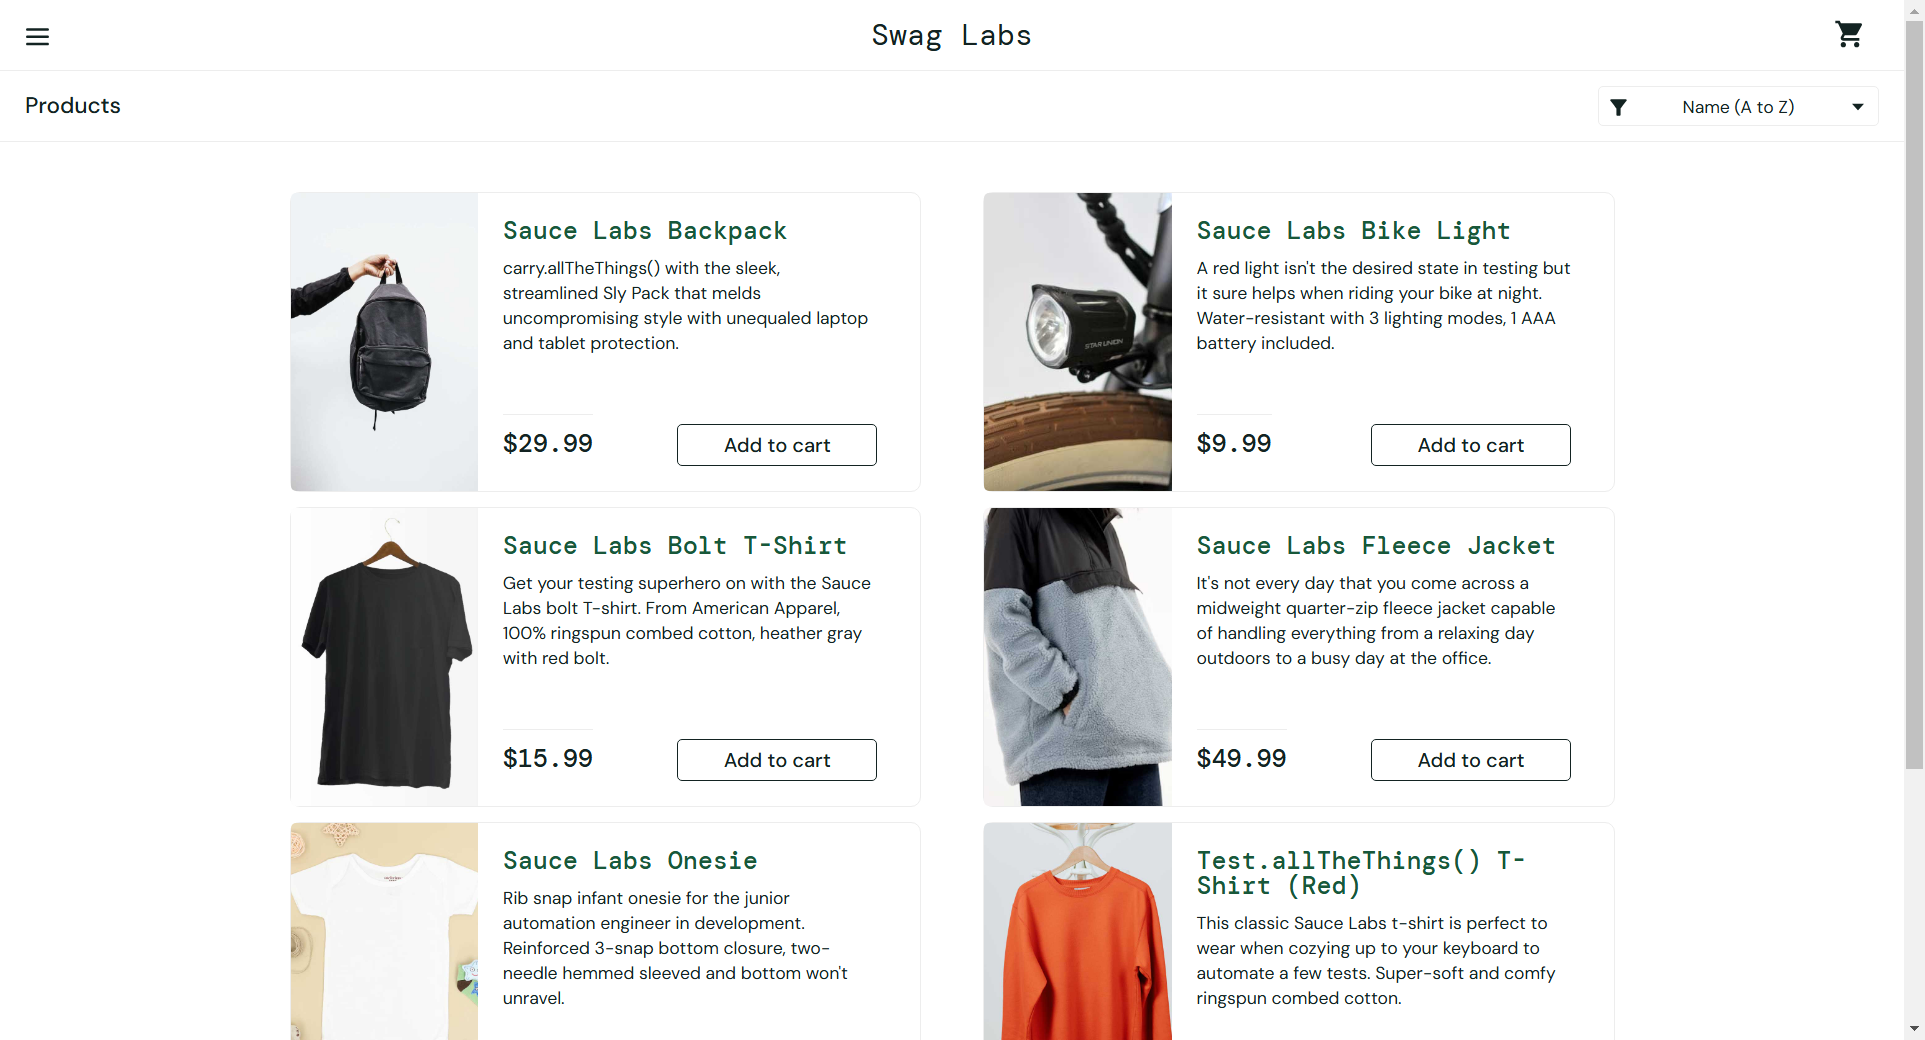 Swag Labs
Products
Name (A to Z)
Sauce Labs Backpack
carry.allTheThings() with the sleek,
streamlined Sly Pack that melds
uncompromising style with unequaled laptop
and tablet protection.
$29.99
Add to cart
Sauce Labs Bike Light
A red light isn't the desired state in testing but
it sure helps when riding your bike at night.
Water-resistant with 3 lighting modes, 1 AAA
battery included.
STAR UNION
$9.99
Add to cart
Sauce Labs Bolt T-Shirt
Get your testing superhero on with the Sauce
Labs bolt T-shirt. From American Apparel,
100% ringspun combed cotton, heather gray
with red bolt.
$15.99
Add to cart
Sauce Labs Fleece Jacket
It's not every day that you come across a
midweight quarter-zip fleece jacket capable
of handling everything from a relaxing day
outdoors to a busy day at the office.
$49.99
Add to cart
Sauce Labs Onesie
Rib snap infant onesie for the junior
automation engineer in development.
Reinforced 3-snap bottom closure, two-
needle hemmed sleeved and bottom won't
unravel.
Test.allTheThings() T-
Shirt (Red)
This classic Sauce Labs t-shirt is perfect to
wear when cozying up to your keyboard to
automate a few tests. Super-soft and comfy
ringspun combed cotton.